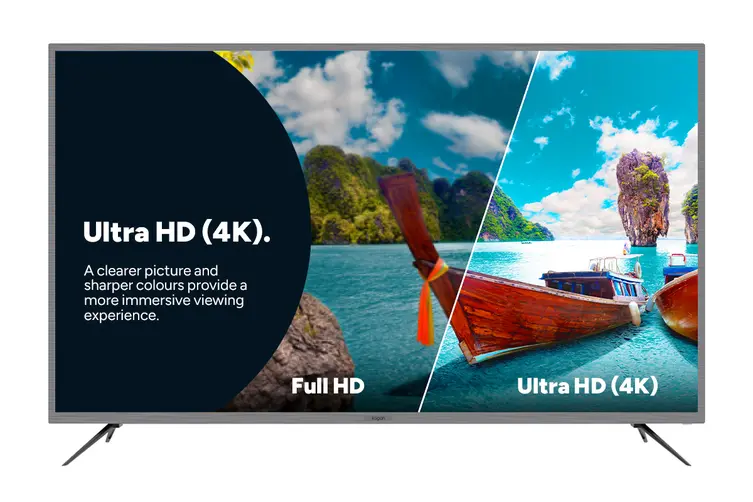 Ultra HD (4K).
A clearer picture and
sharper colours provide a
more immersive viewing
experience.
Full HD
Ultra HD (4K)